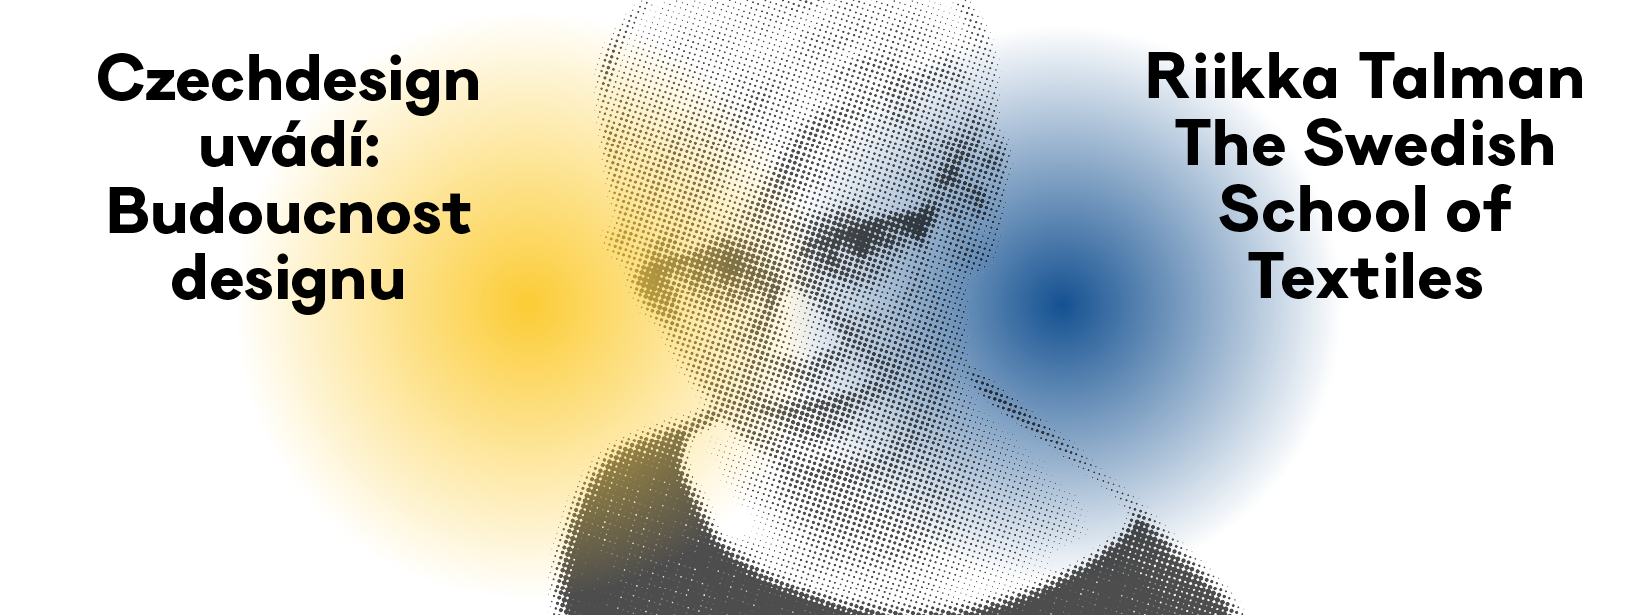 Czechdesign
uvádí:
Budoucnost
designu
Riikka Talman
The Swedish
School of
Textiles